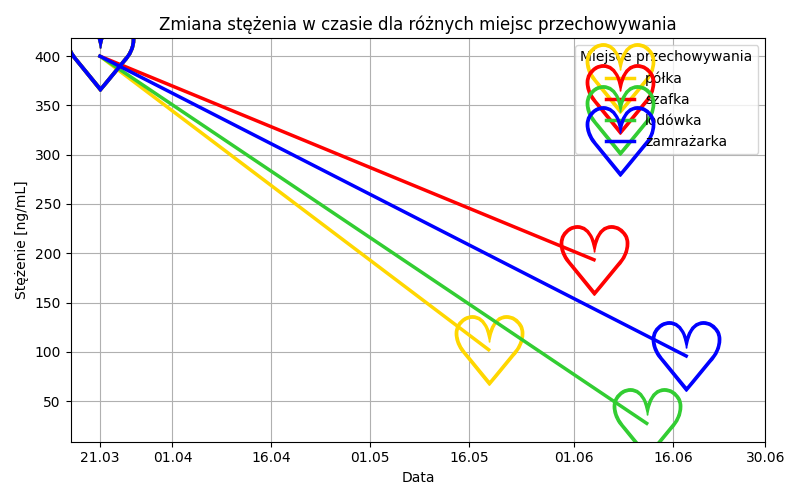 Zmiana stężenia w czasie dla różnych miejsc przechowywania
Miejsce przechowywania
półka
szafka
lodówka
zamrażarka
400
350
300
250
200
150
100
50
Stężenie [ng/mL]
21.03 01.04 16.04 01.05 16.05 01.06 16.06 30.06
Data